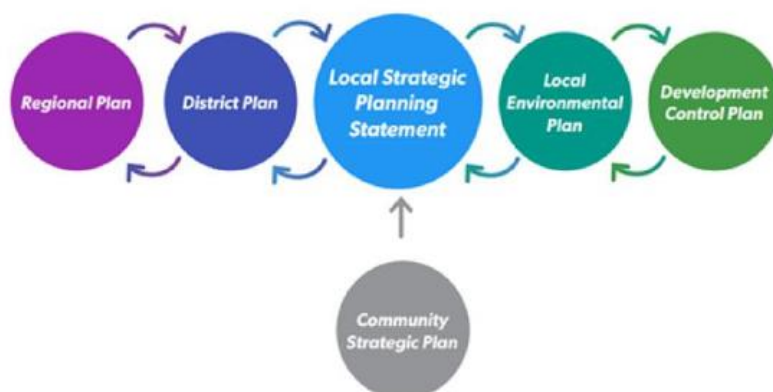 Regional Plan
District Plan
Local Strategic
Planning
Statement
Local
Environmental
Plan
Development
Control Plan
Community
Strategic Plan